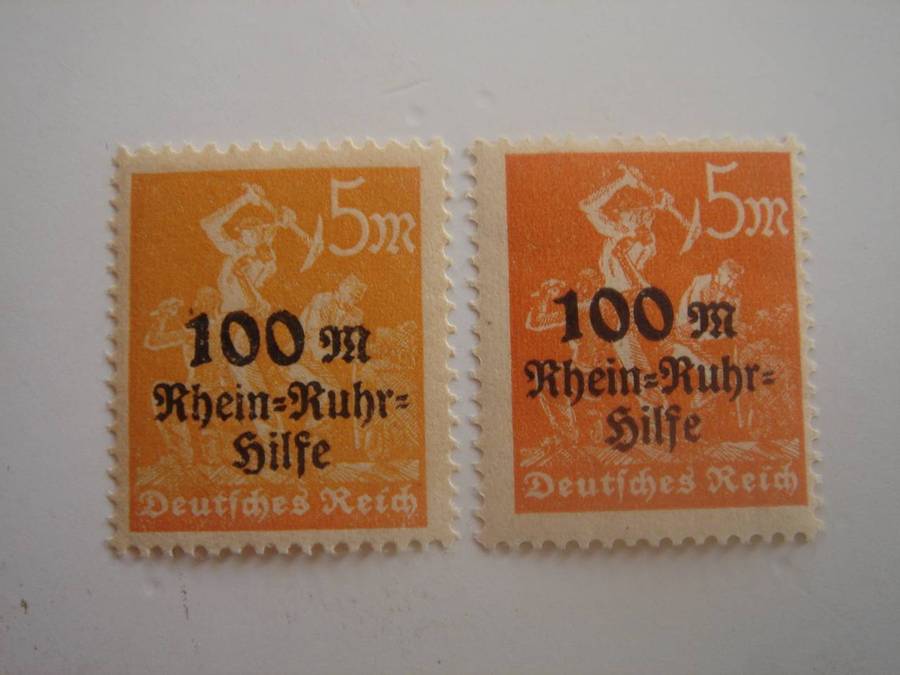 5M
100 M
Rhein=Ruhr=
Hilfe
Deutſches Reich
5M
100 M
Rhein=Ruhr=
Hilfe
Deutſches Reich